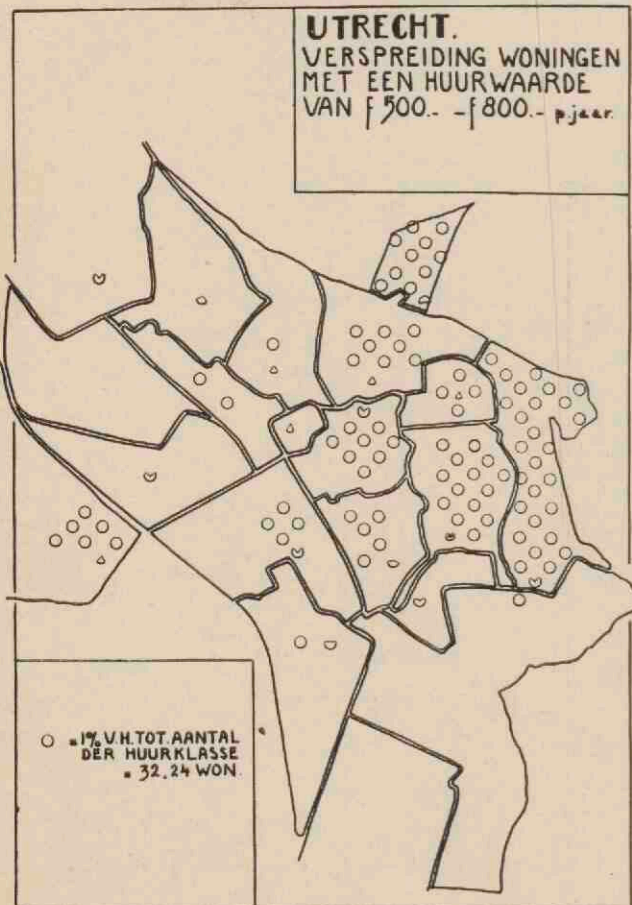 UTRECHT.
VERSPREIDING WONINGEN
MET EEN HUURWAARDE
VAN ƒ 500.- - ƒ 800.- p.jaar.
= 1% V.H. TOT. AANTAL
DER HUURKLASSE
= 32,24 WON.